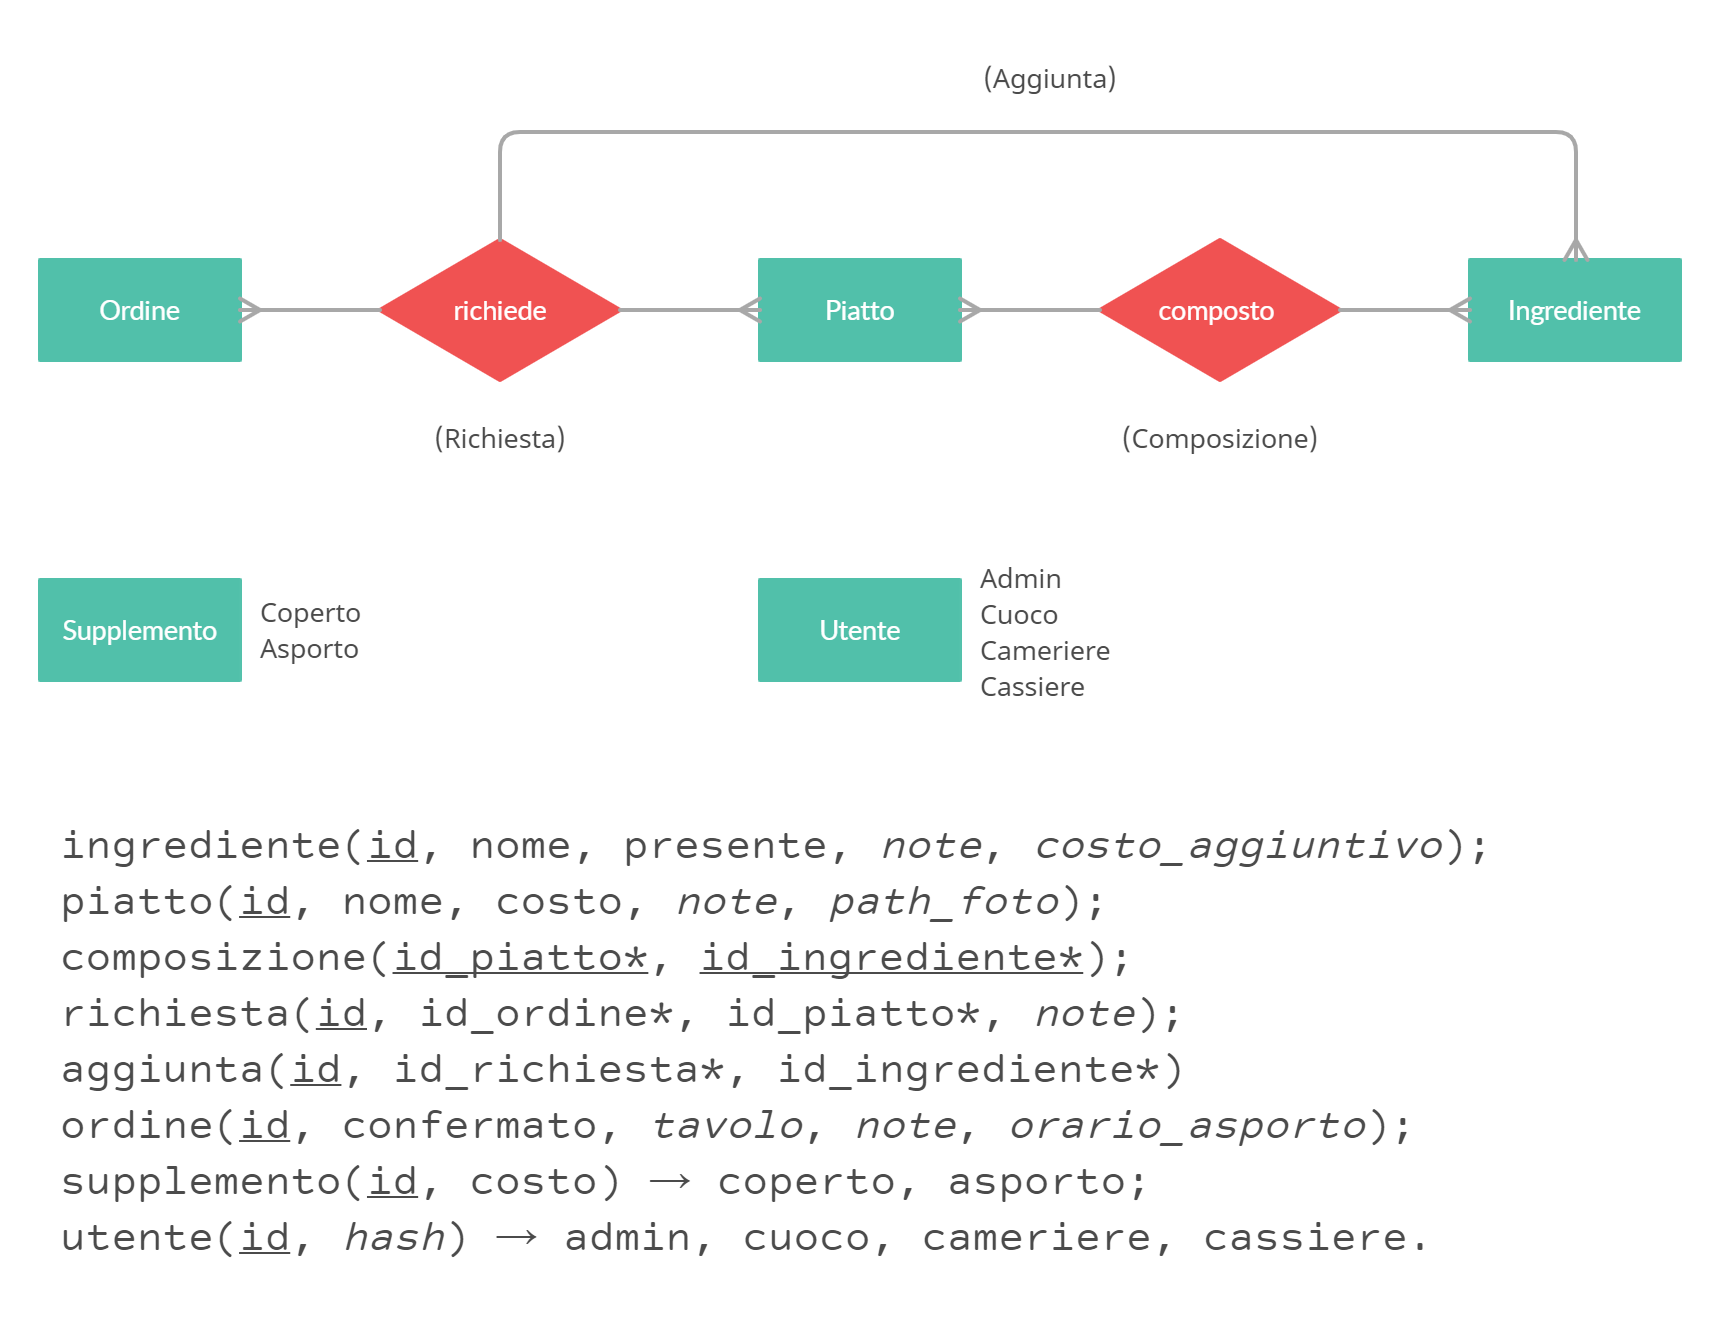 (Aggiunta)
Ordine
richiede
Piatto
composto
Ingrediente
(Richiesta)
(Composizione)
Supplemento
Coperto
Asporto
Utente
Admin
Cuoco
Cameriere
Cassiere
ingrediente(id, nome, presente, note, costo_aggiuntivo);
piatto(id, nome, costo, note, path_foto);
composizione(id_piatto*, id_ingrediente*);
richiesta(id, id_ordine*, id_piatto*, note);
aggiunta(id, id_richiesta*, id_ingrediente*)
ordine(id, confermato, tavolo, note, orario_asporto);
supplemento(id, costo) → coperto, asporto;
utente(id, hash) → admin, cuoco, cameriere, cassiere.